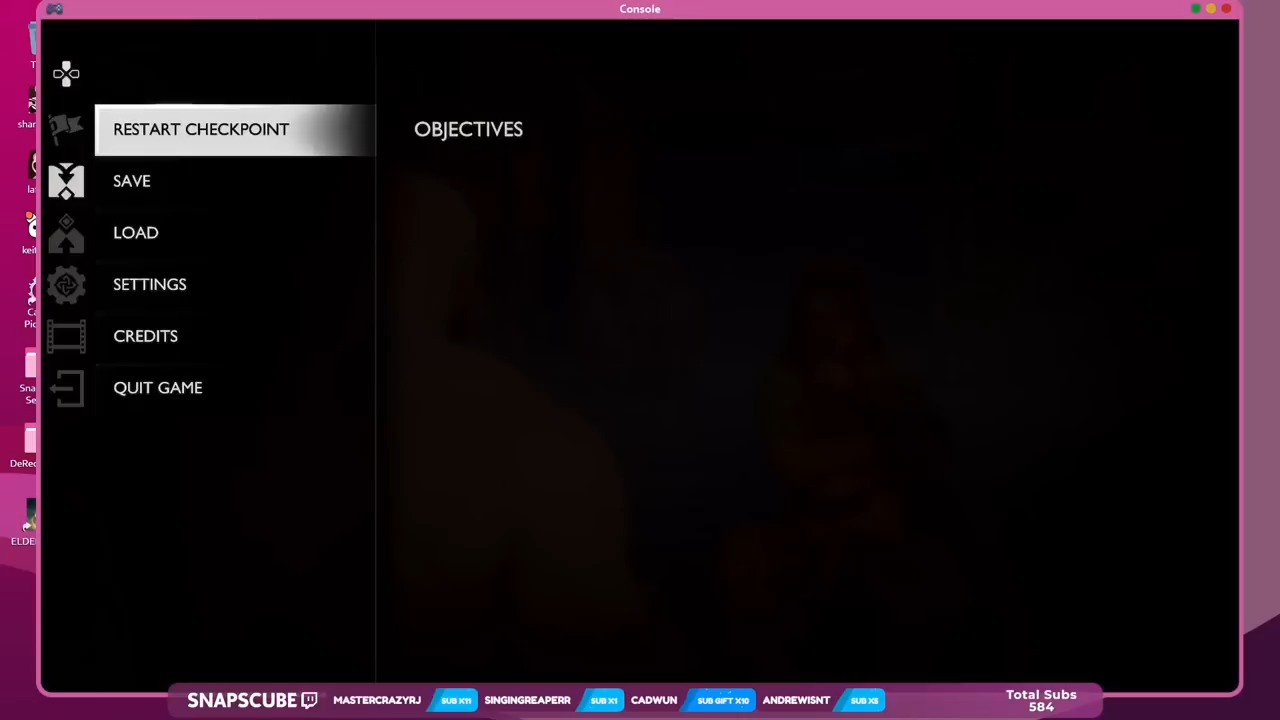 Console
RESTART CHECKPOINT
OBJECTIVES
SAVE
LOAD
SETTINGS
CREDITS
QUIT GAME
SNAPSCUBE
MASTERCRAZYRJ SUB X11
SINGINGREAPERR SUB X1
CADWUN SUB GIFT X10
ANDREWISNT SUB X5
Total Subs
584